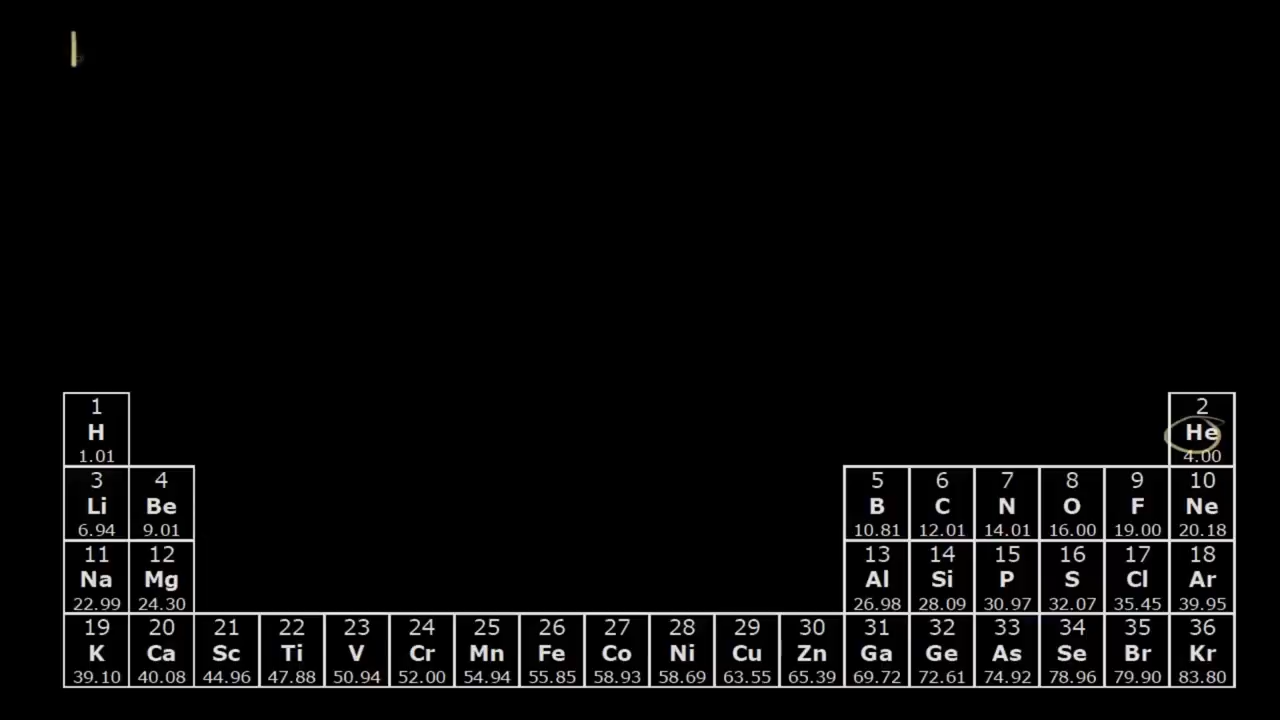 1 2
H He
1.01 4.00
3 4 5 6 7 8 9 10
Li Be B C N O F Ne
6.94 9.01 10.81 12.01 14.01 16.00 19.00 20.18
11 12 13 14 15 16 17 18
Na Mg Al Si P S Cl Ar
22.99 24.30 26.98 28.09 30.97 32.07 35.45 39.95
19 20 21 22 23 24 25 26 27 28 29 30 31 32 33 34 35 36
K Ca Sc Ti V Cr Mn Fe Co Ni Cu Zn Ga Ge As Se Br Kr
39.10 40.08 44.96 47.88 50.94 52.00 54.94 55.85 58.93 58.69 63.55 65.39 69.72 72.61 74.92 78.96 79.90 83.80